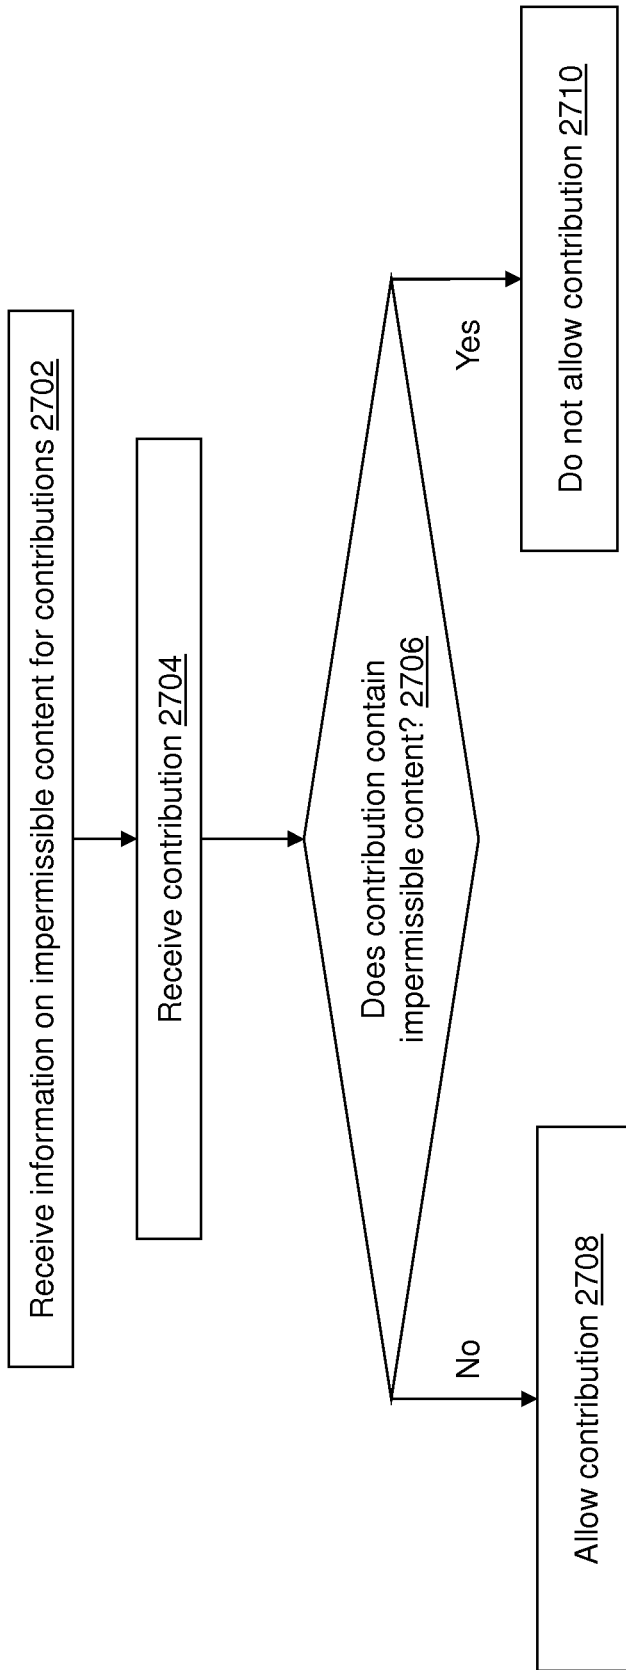 Receive information on impermissible content for contributions 2702
Receive contribution 2704
Does contribution contain
impermissible content? 2706
No
Yes
Allow contribution 2708
Do not allow contribution 2710